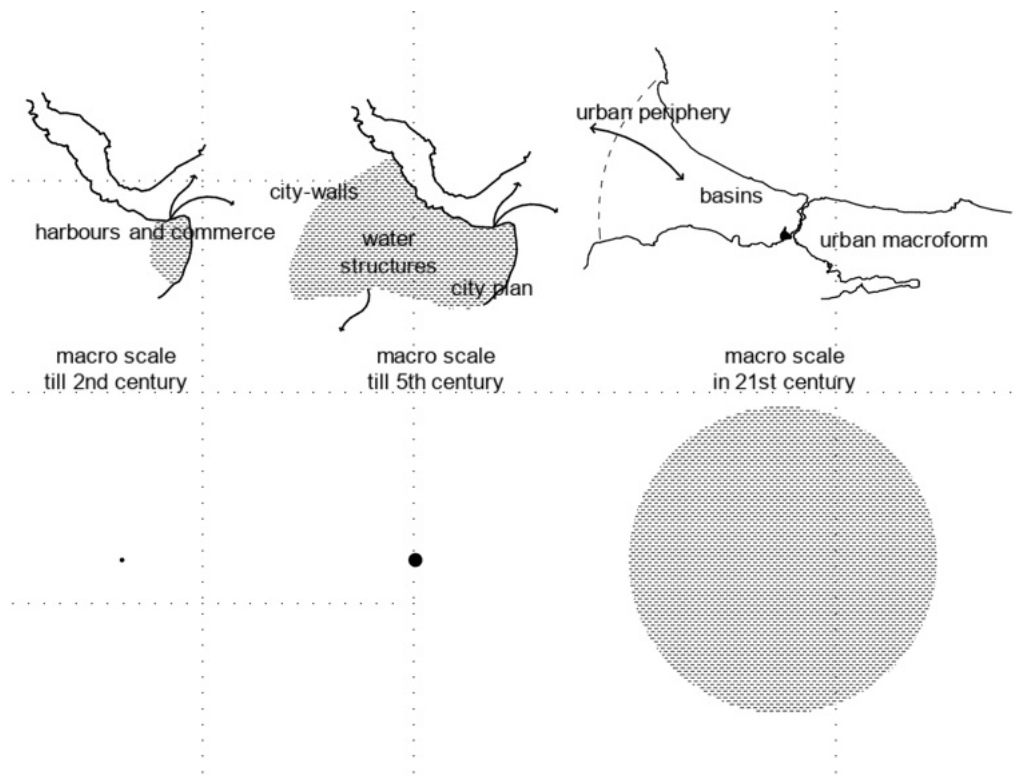 harbours and commerce
macro scale
till 2nd century
city-walls
water
structures
city plan
macro scale
till 5th century
urban periphery
basins
urban macroform
macro scale
in 21st century